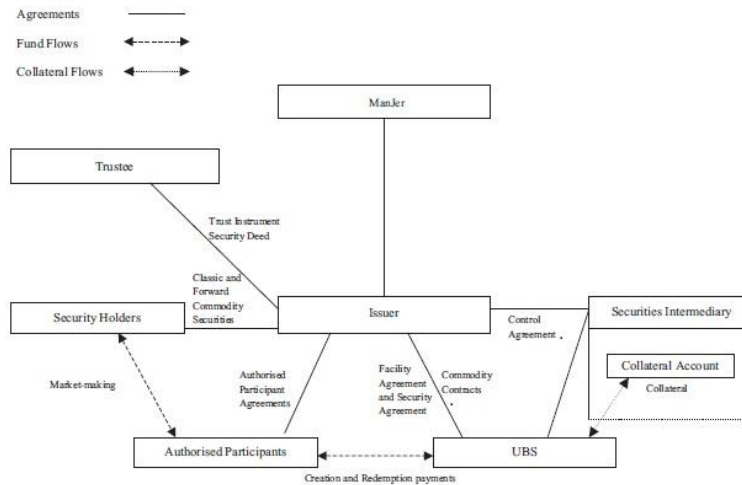 Agreements
Fund Flows
Collateral Flows
ManJer
Trustee
Trust Instrument
Security Deed
Classic and
Forward
Commodity
Securities
Security Holders
Issuer
Securities Intermediary
Control
Agreement .
Collateral Account
Collateral
Market-making
Authorised
Participant
Agreements
Facility
Agreement
and Security
Agreement
Commodity
Contracts .
Authorised Participants
UBS
Creation and Redemption payments